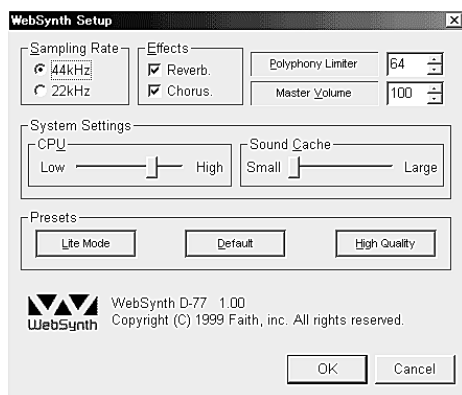 WebSynth Setup
Sampling Rate
44kHz
22kHz
Effects
Reverb.
Chorus.
Polyphony Limiter 64
Master Volume 100
System Settings
CPU
Low High
Sound Cache
Small Large
Presets
Lite Mode Default High Quality
WebSynth
WebSynth D-77 1.00
Copyright (C) 1999 Faith, inc. All rights reserved.
OK Cancel